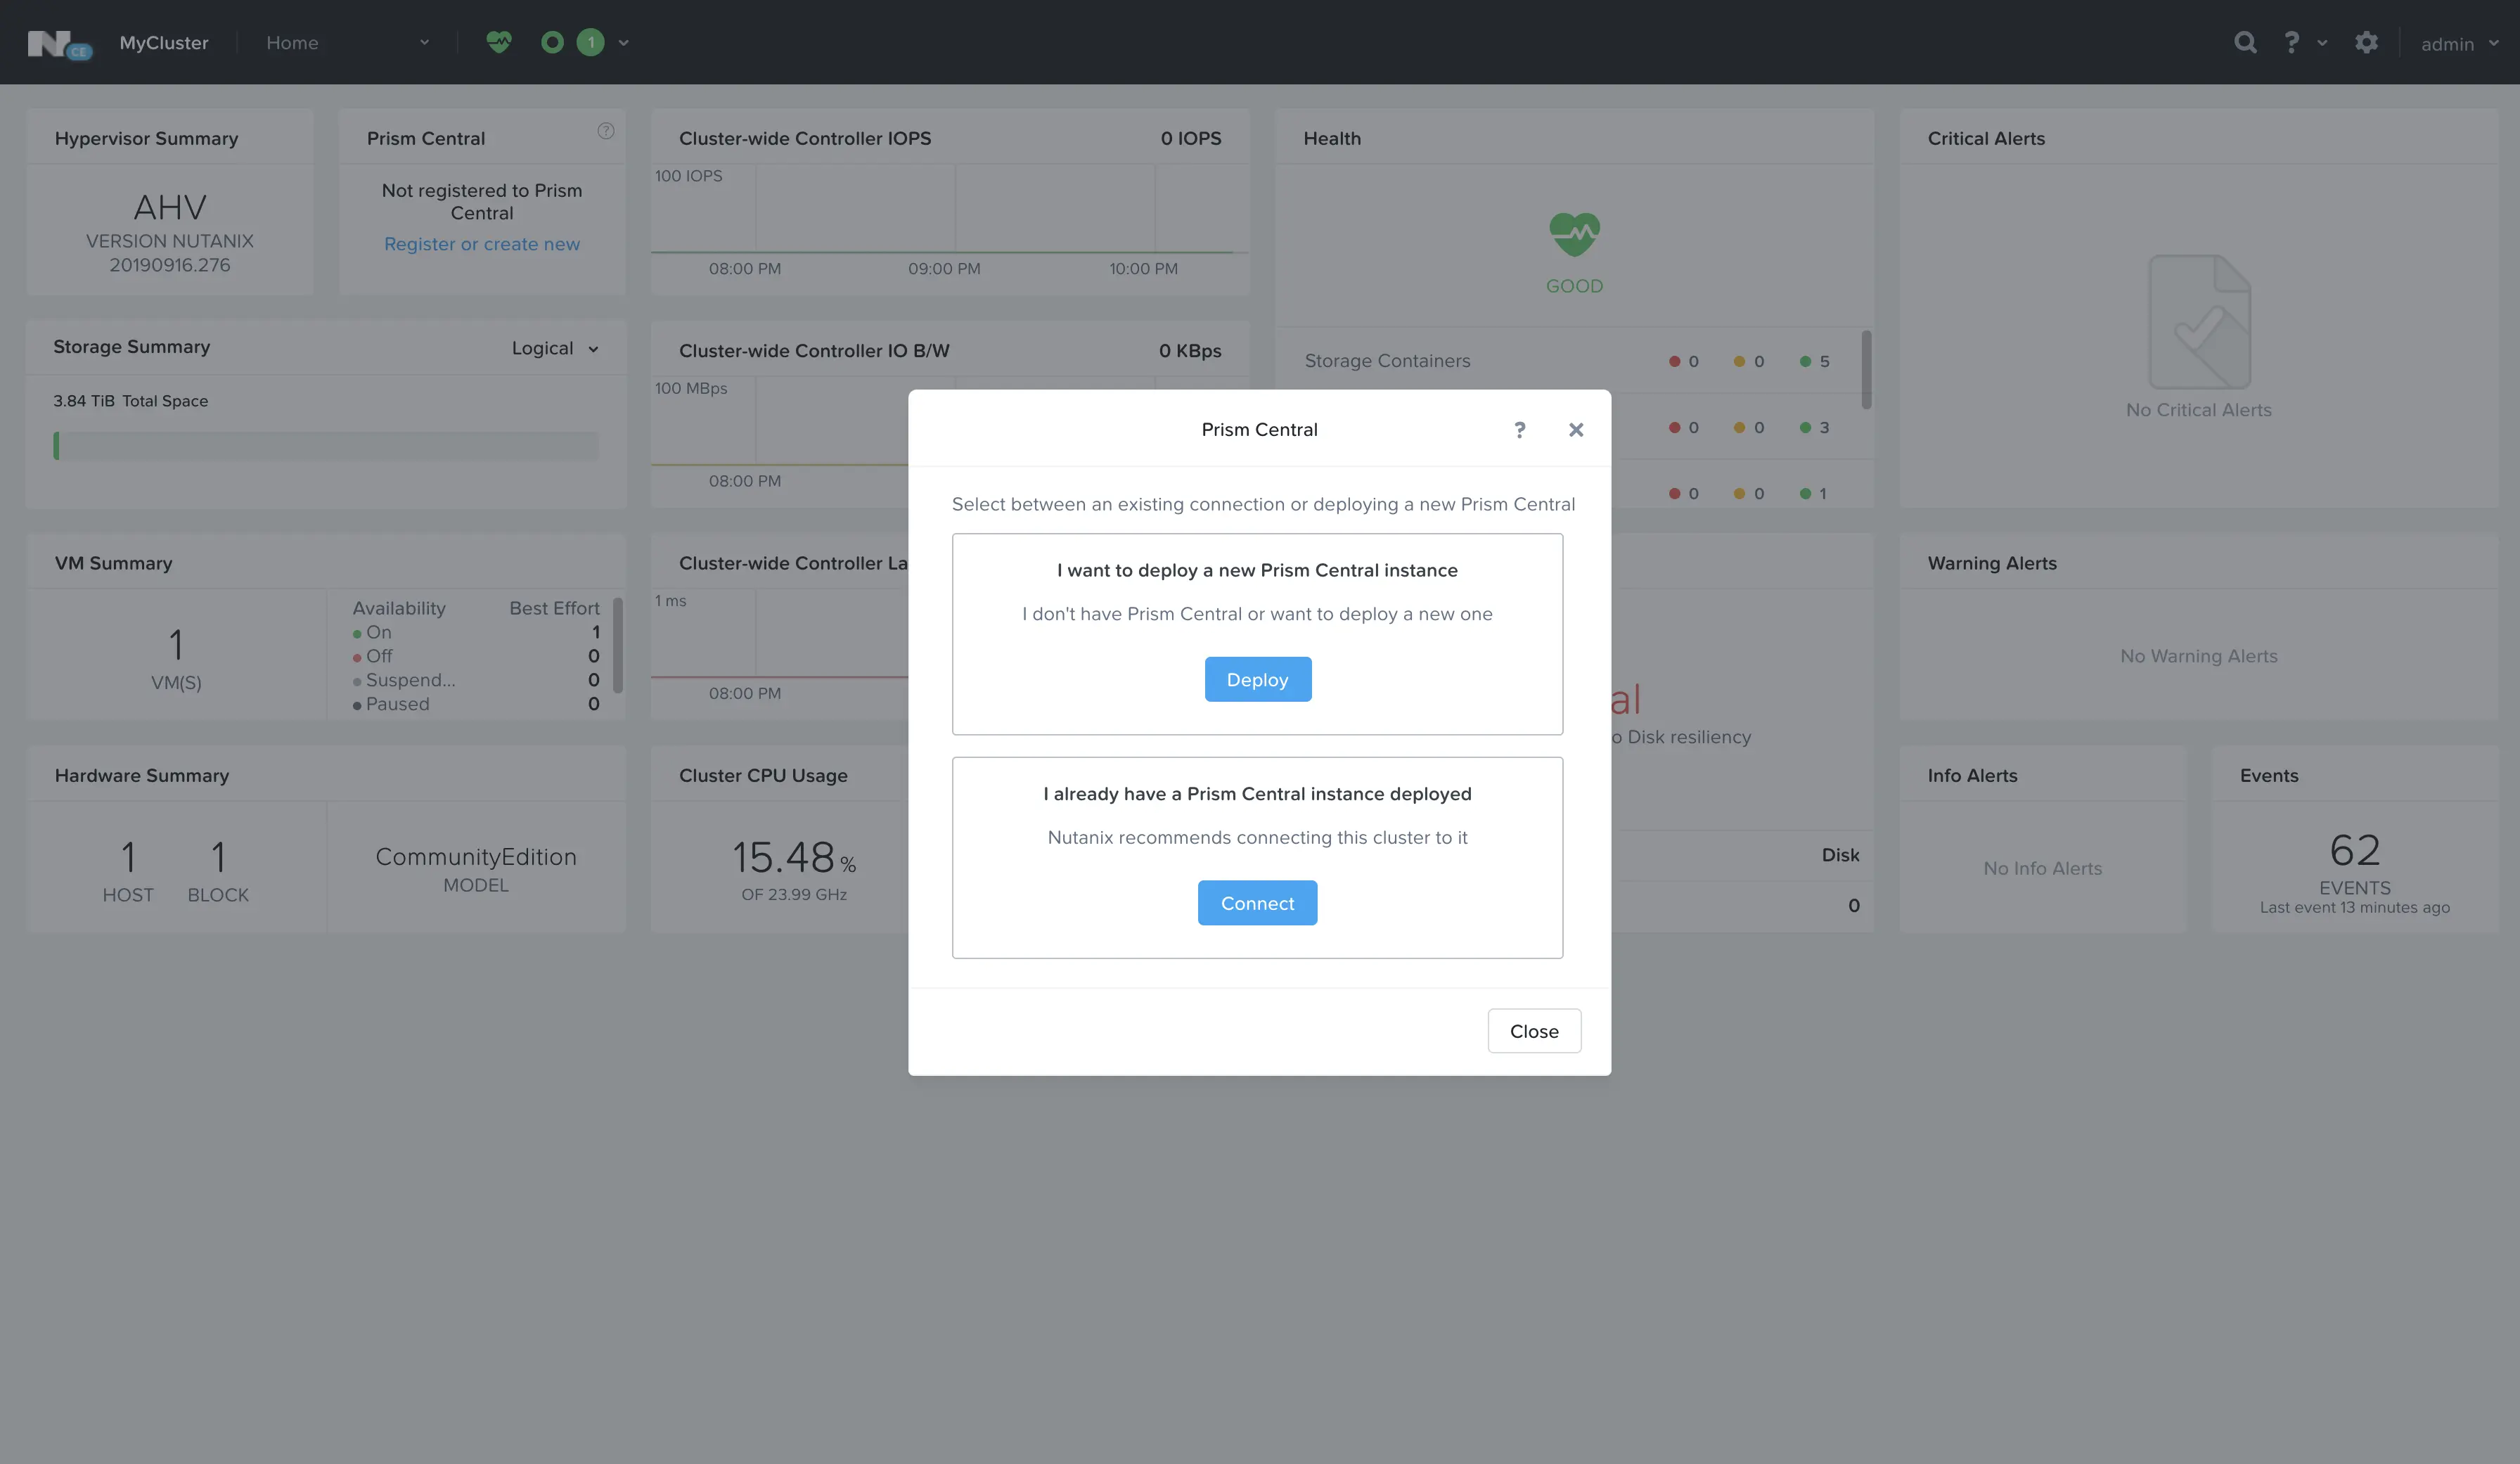 N CE MyCluster Home 1 ? admin
Hypervisor Summary
AHV
VERSION NUTANIX
20190916.276
Prism Central ?
Not registered to Prism
Central
Register or create new
Cluster-wide Controller IOPS 0 IOPS
100 IOPS
08:00 PM 09:00 PM 10:00 PM
Health
GOOD
Storage Containers 0 0 5
0 0 3
0 0 1
Critical Alerts
No Critical Alerts
Storage Summary Logical
3.84 TiB Total Space
Cluster-wide Controller IO B/W 0 KBps
100 MBps
08:00 PM
VM Summary
1
VM(S)
Availability Best Effort
On 1
Off 0
Suspend... 0
Paused 0
Cluster-wide Controller La
1 ms
08:00 PM
al
o Disk resiliency
Disk
0
Warning Alerts
No Warning Alerts
Hardware Summary
1 1
HOST BLOCK
CommunityEdition
MODEL
Cluster CPU Usage
15.48 %
OF 23.99 GHz
Info Alerts
No Info Alerts
Events
62
EVENTS
Last event 13 minutes ago
Prism Central ? ×
Select between an existing connection or deploying a new Prism Central
I want to deploy a new Prism Central instance
I don't have Prism Central or want to deploy a new one
Deploy
I already have a Prism Central instance deployed
Nutanix recommends connecting this cluster to it
Connect
Close